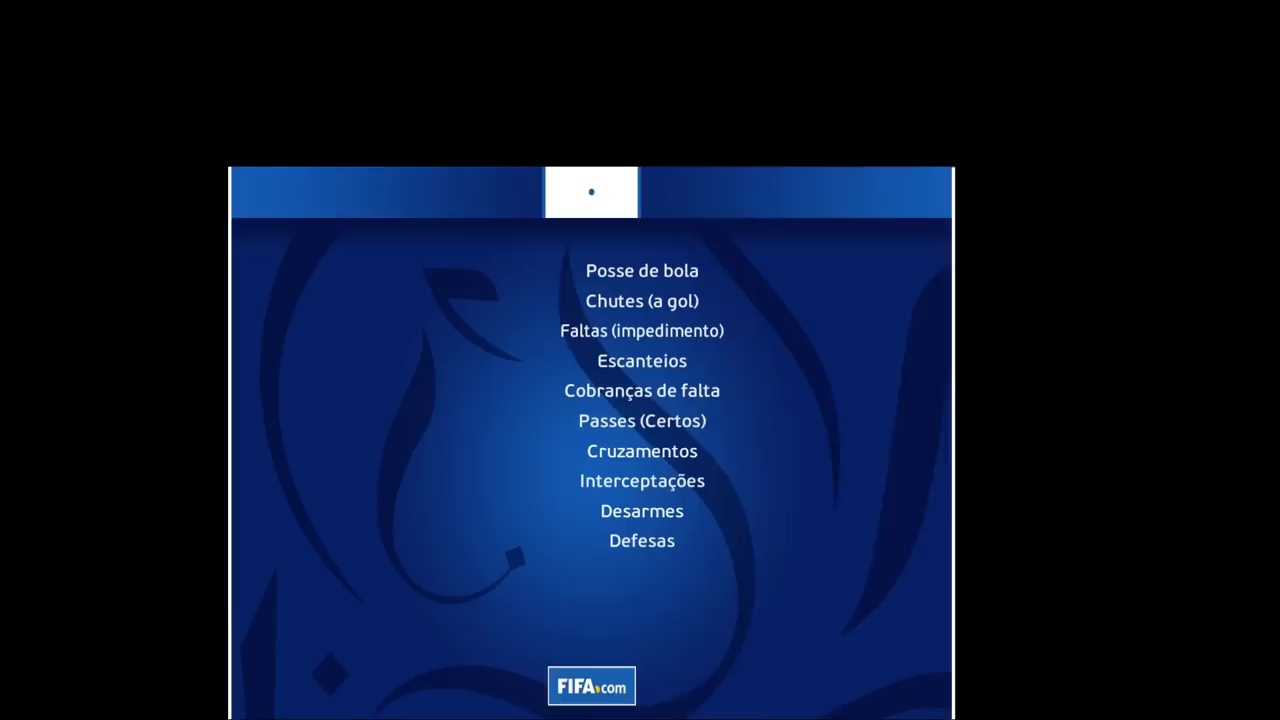 Posse de bola
Chutes (a gol)
Faltas (impedimento)
Escanteios
Cobranças de falta
Passes (Certos)
Cruzamentos
Interceptações
Desarmes
Defesas
FIFA.com